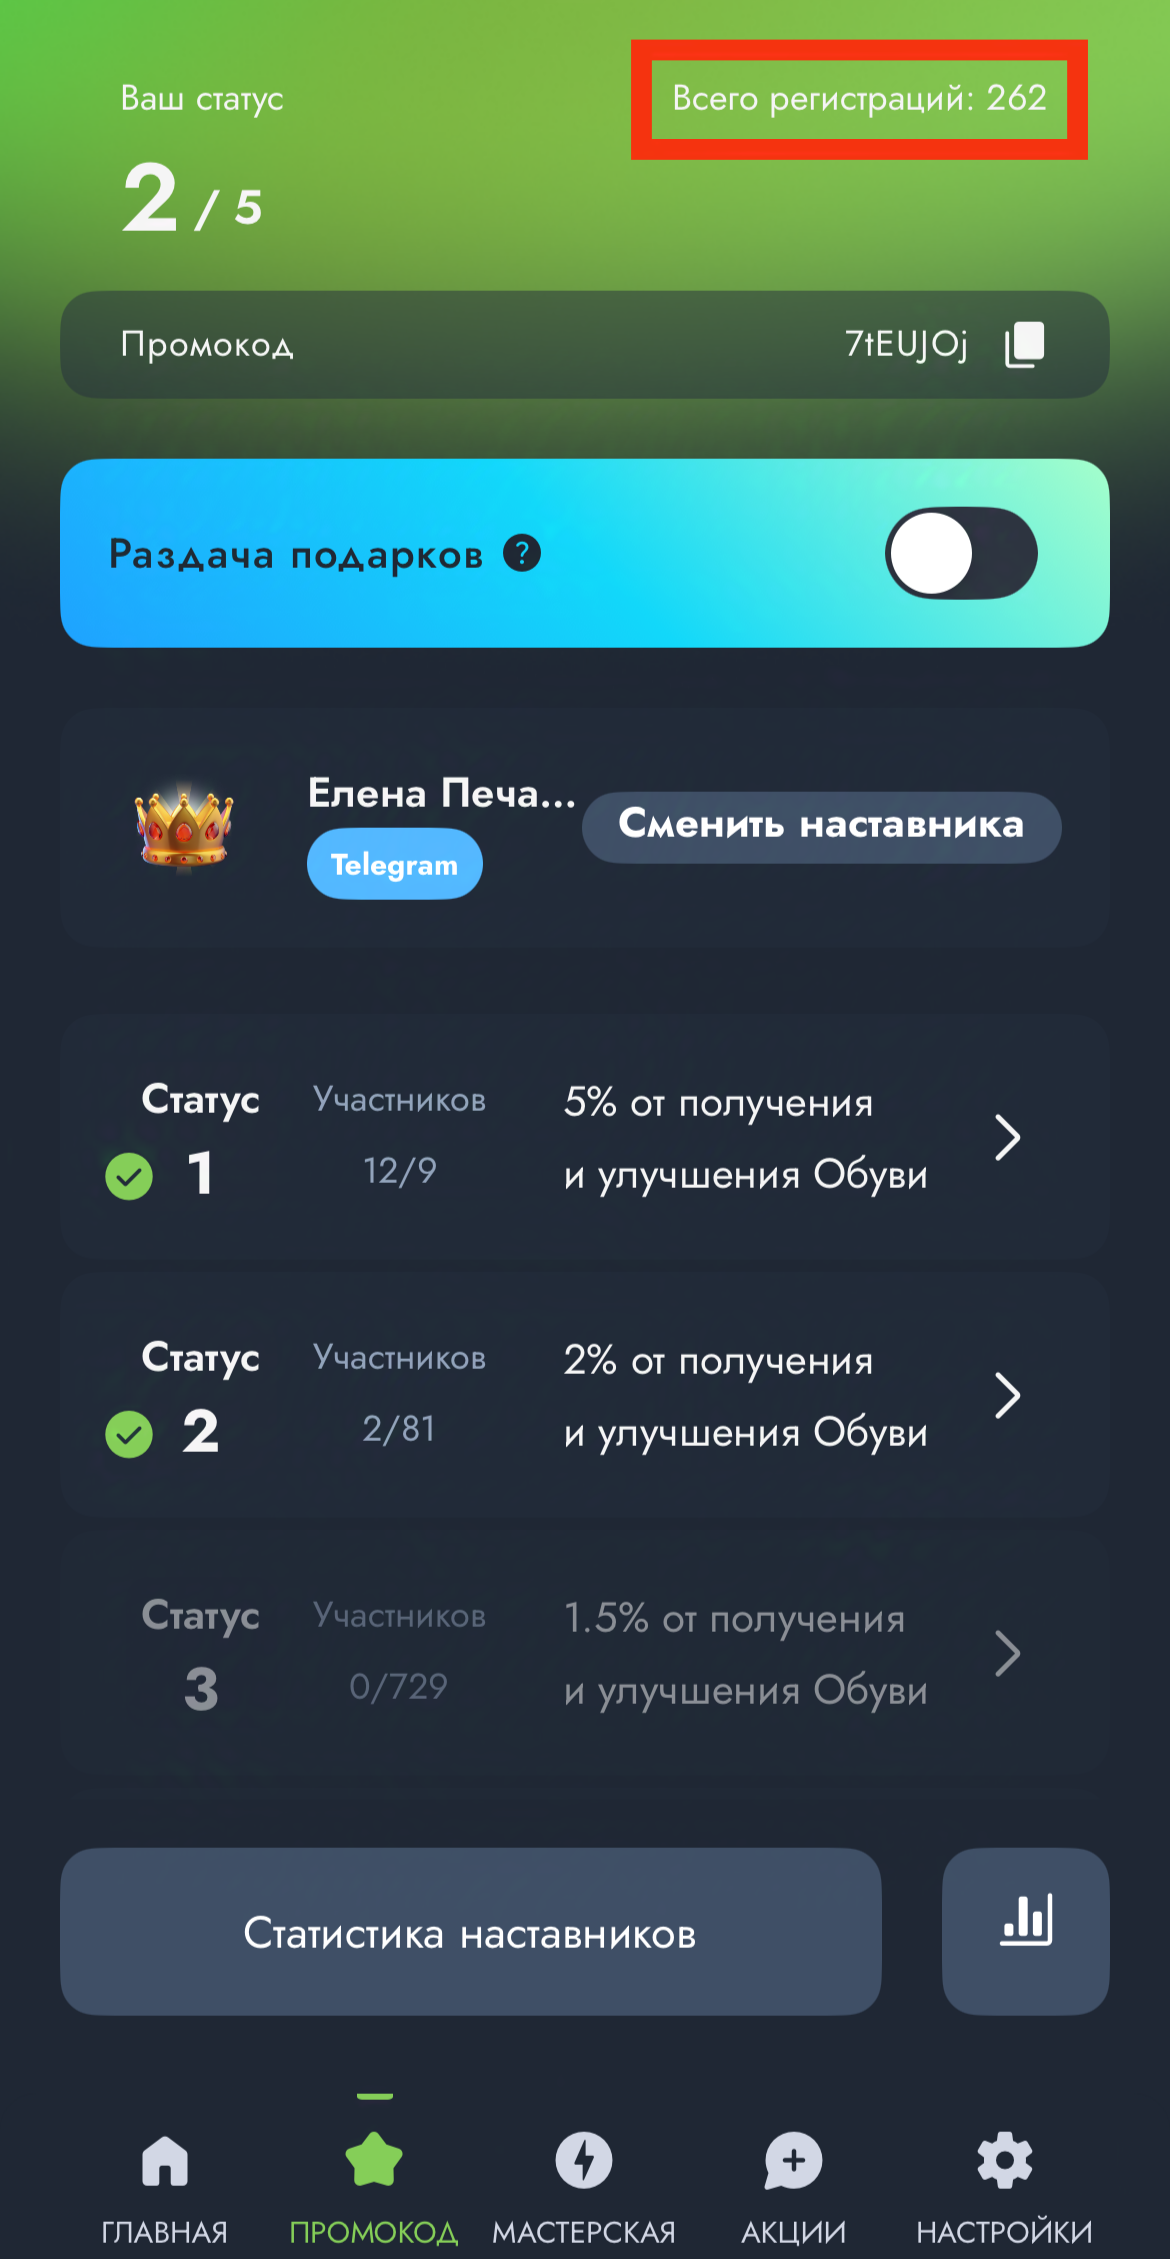 Ваш статус
Всего регистраций: 262
2 / 5
Промокод
7tEUJOj
Раздача подарков ?
Елена Печа...
Telegram
Сменить наставника
Статус
1
Участников
12/9
5% от получения
и улучшения Обуви
Статус
2
Участников
2/81
2% от получения
и улучшения Обуви
Статус
3
Участников
0/729
1.5% от получения
и улучшения Обуви
Статистика наставников
ГЛАВНАЯ
ПРОМОКОД
МАСТЕРСКАЯ
АКЦИИ
НАСТРОЙКИ